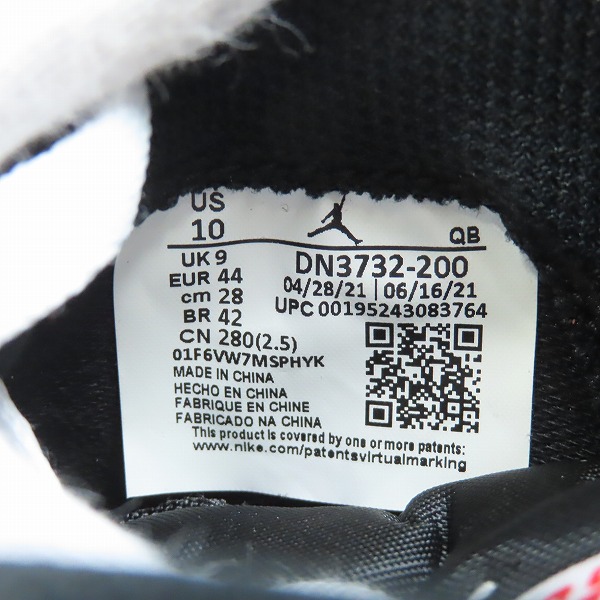 US
10
QB
UK 9
EUR 44
cm 28
BR 42
CN 280(2.5)
DN3732-200
04/28/21 | 06/16/21
UPC 00195243083764
01F6VW7MSPHYK
MADE IN CHINA
HECHO EN CHINA
FABRIQUE EN CHINE
FABRICADO NA CHINA
This product is covered by one or more patents:
www.nike.com/patentsvirtualmarking